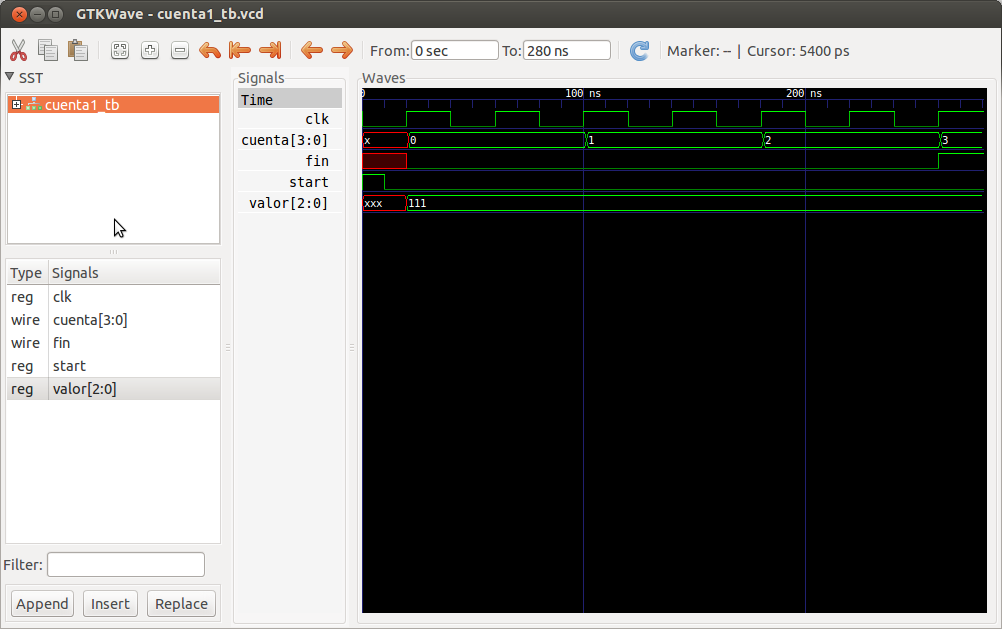 GTKWave - cuenta1_tb.vcd
From: 0 sec To: 280 ns Marker: -- | Cursor: 5400 ps
SST
cuenta1_tb
Type Signals
reg clk
wire cuenta[3:0]
wire fin
reg start
reg valor[2:0]
Filter:
Append Insert Replace
Signals
Time
clk
cuenta[3:0]
fin
start
valor[2:0]
Waves
0 100 ns 200 ns
x 0 1 2 3
xxx 111